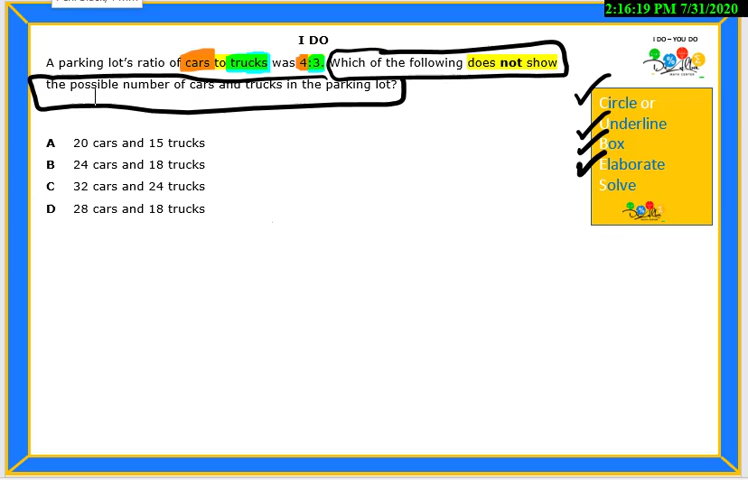 2:16:19 PM 7/31/2020
I DO
I DO – YOU DO
A parking lot's ratio of cars to trucks was 4:3. Which of the following does not show
the possible number of cars and trucks in the parking lot?
MATH CENTER
Circle or
Underline
Box
Elaborate
Solve
A 20 cars and 15 trucks
B 24 cars and 18 trucks
C 32 cars and 24 trucks
D 28 cars and 18 trucks